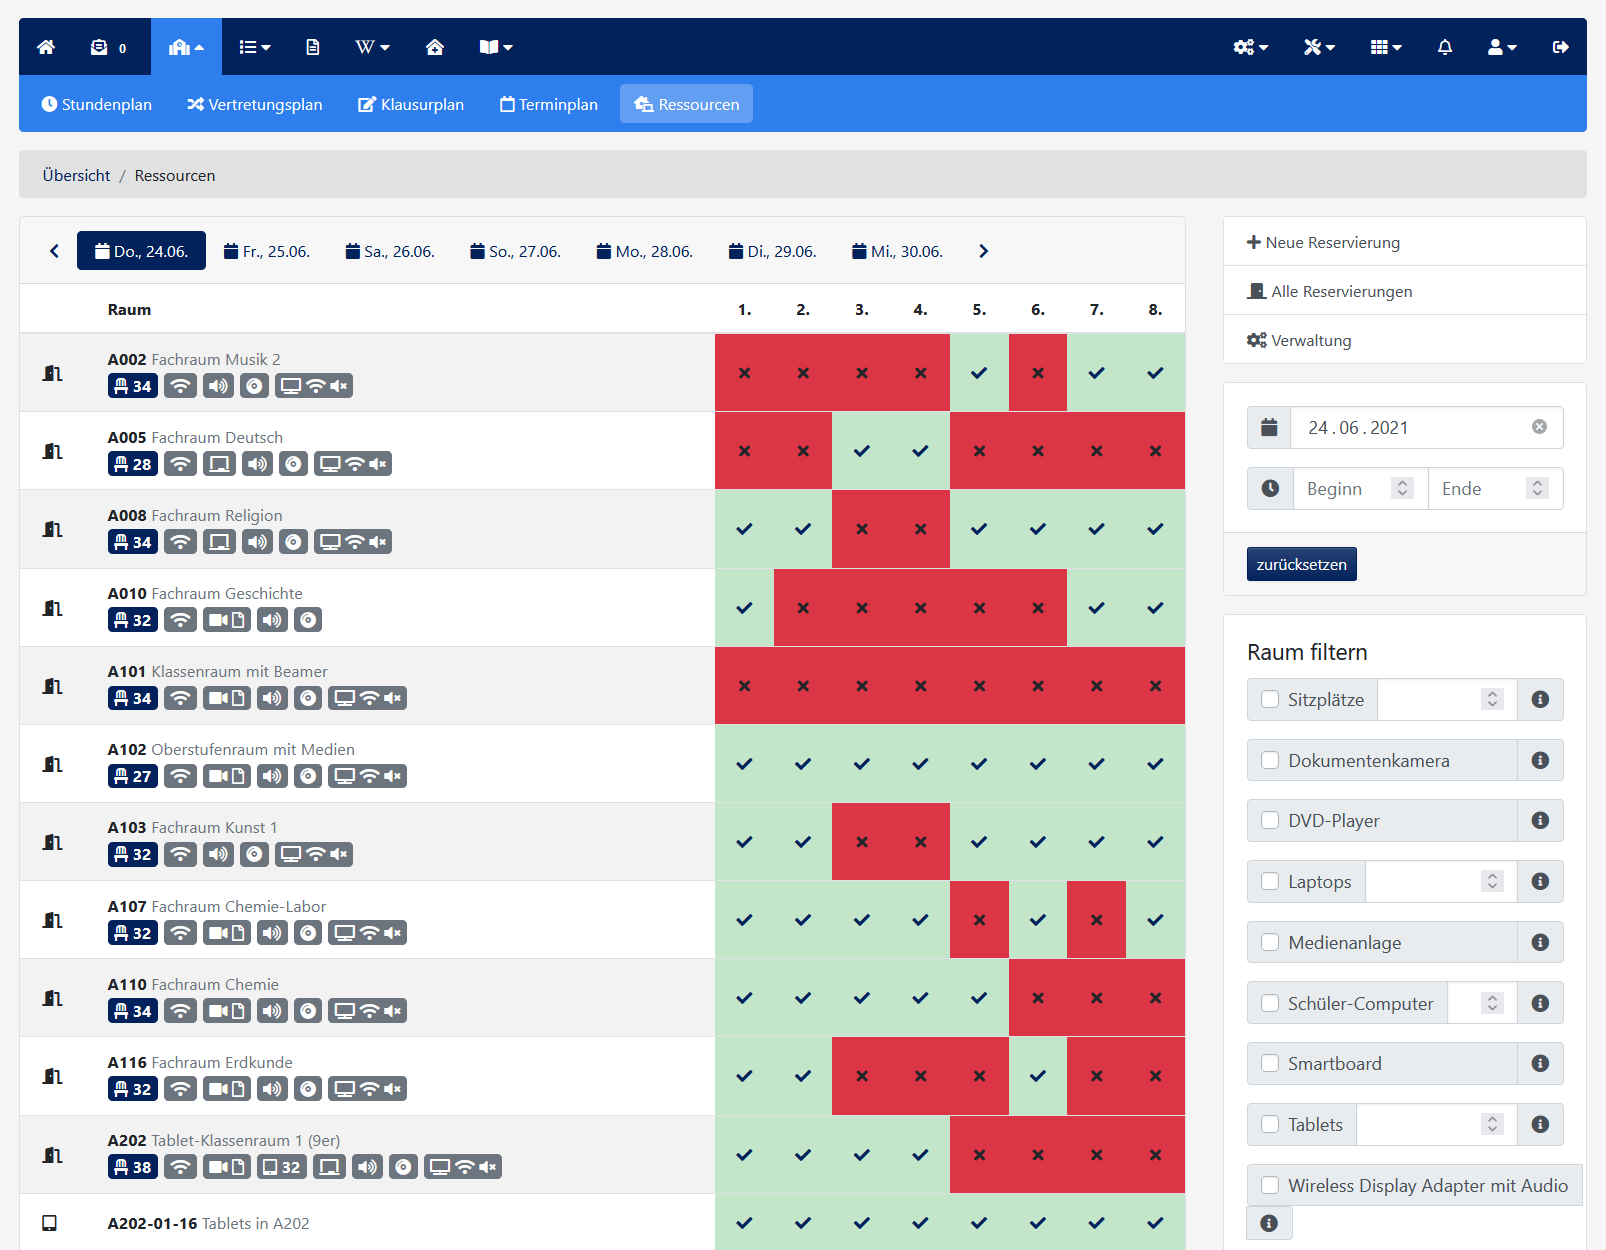 0
W
Stundenplan
Vertretungsplan
Klausurplan
Terminplan
Ressourcen
Übersicht / Ressourcen
Do., 24.06.
Fr., 25.06.
Sa., 26.06.
So., 27.06.
Mo., 28.06.
Di., 29.06.
Mi., 30.06.
Raum 1. 2. 3. 4. 5. 6. 7. 8.
A002 Fachraum Musik 2
34
A005 Fachraum Deutsch
28
A008 Fachraum Religion
34
A010 Fachraum Geschichte
32
A101 Klassenraum mit Beamer
34
A102 Oberstufenraum mit Medien
27
A103 Fachraum Kunst 1
32
A107 Fachraum Chemie-Labor
32
A110 Fachraum Chemie
34
A116 Fachraum Erdkunde
32
A202 Tablet-Klassenraum 1 (9er)
38 32
A202-01-16 Tablets in A202
Neue Reservierung
Alle Reservierungen
Verwaltung
24.06.2021
Beginn Ende
zurücksetzen
Raum filtern
Sitzplätze
Dokumentenkamera
DVD-Player
Laptops
Medienanlage
Schüler-Computer
Smartboard
Tablets
Wireless Display Adapter mit Audio